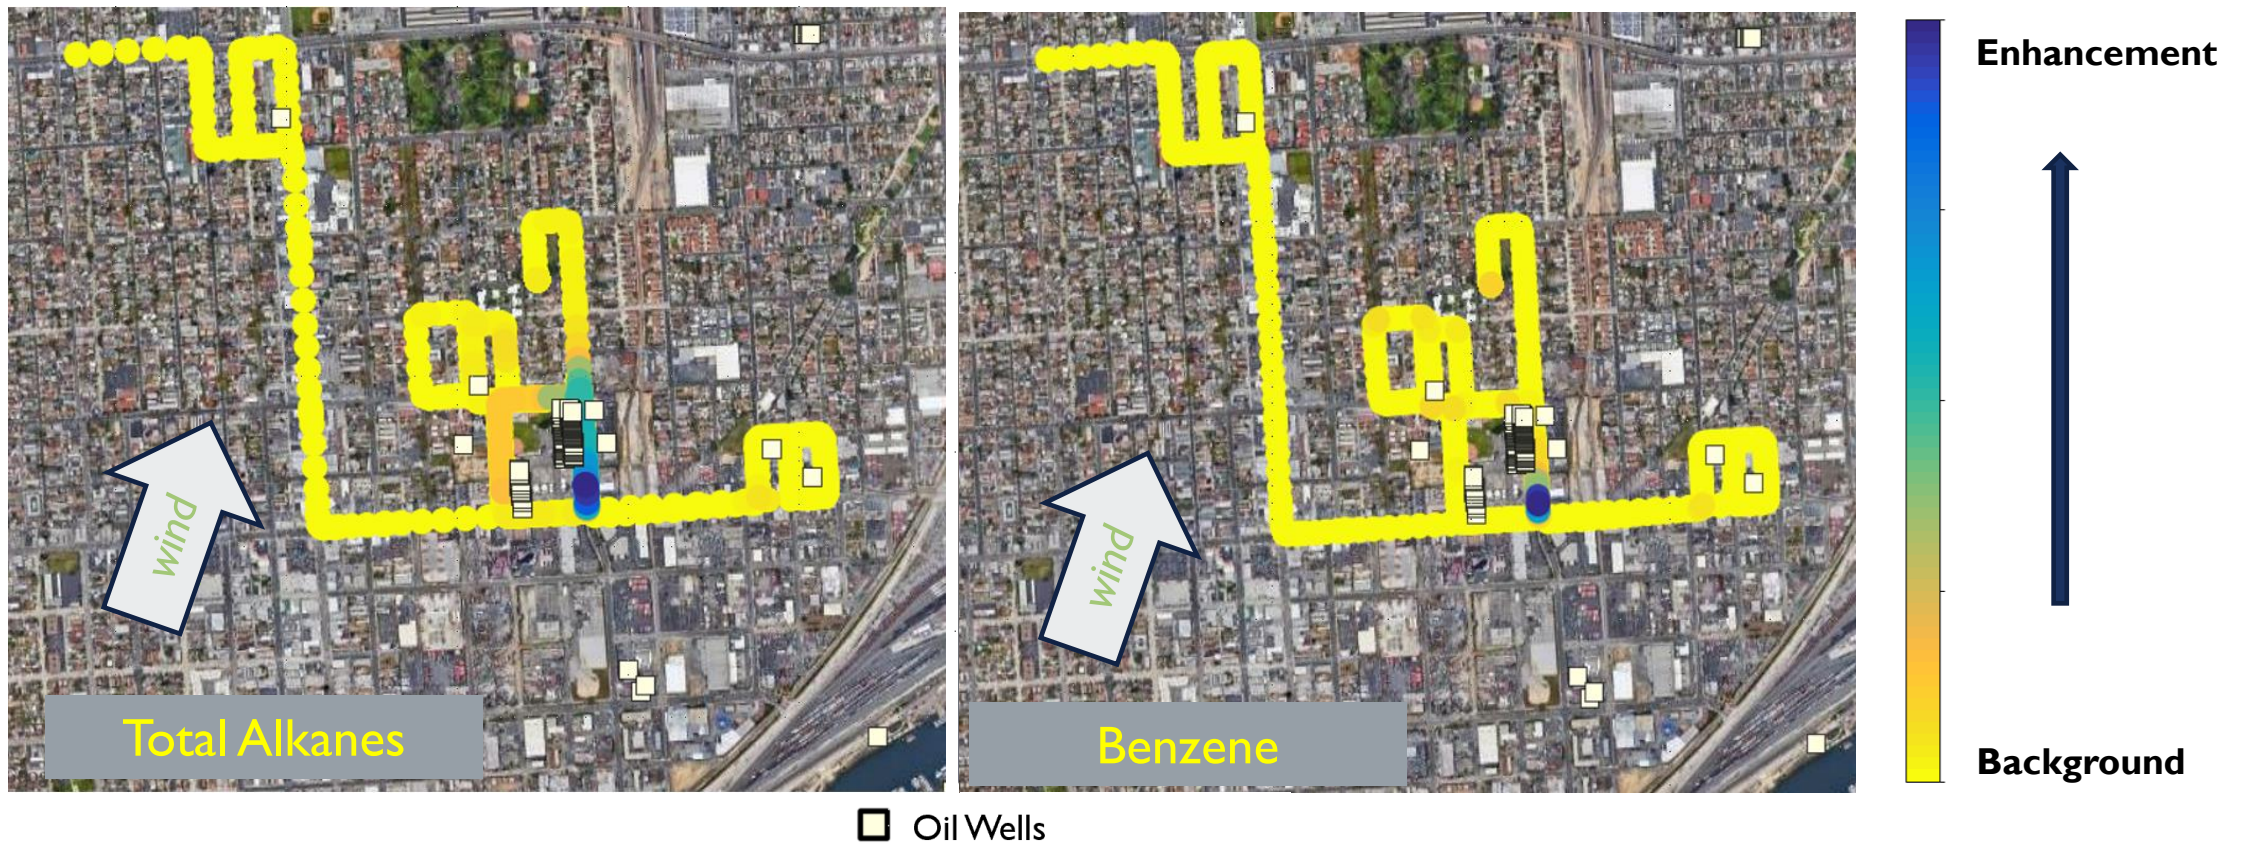 wind
Total Alkanes
wind
Benzene
Enhancement
Background
Oil Wells